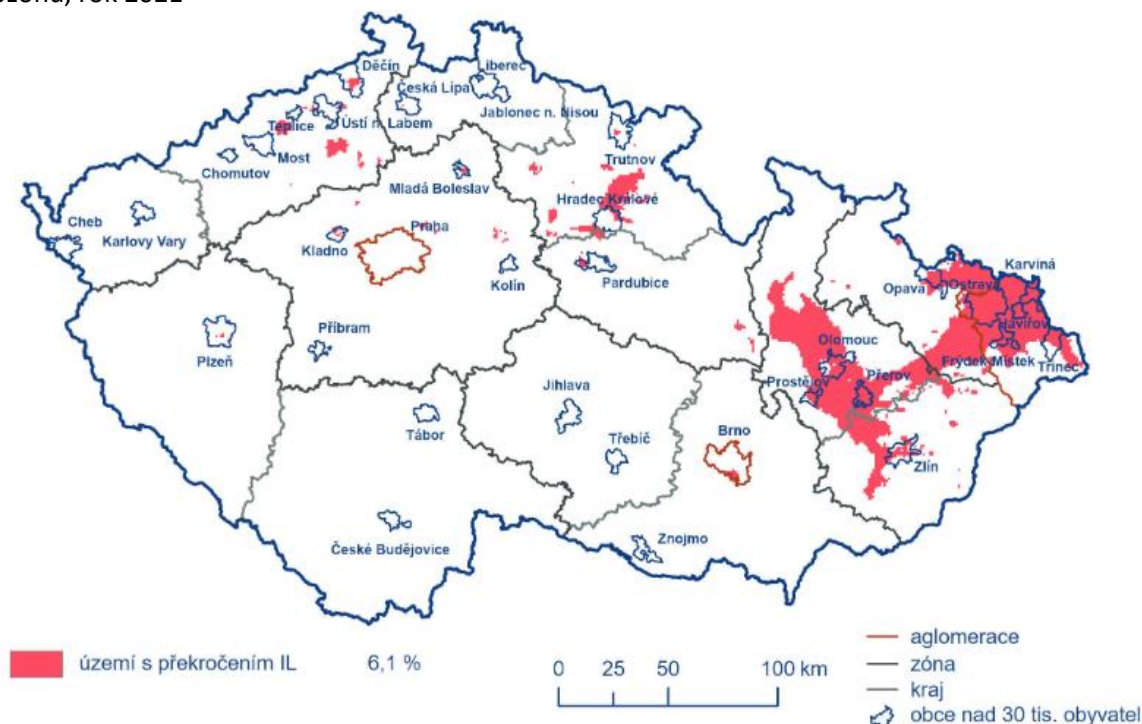 Děčín
Liberec
Česká Lípa
Jablonec n. Nisou
Teplice
Ústí n. Labem
Most
Chomutov
Trutnov
Mladá Boleslav
Hradec Králové
Cheb
Karlovy Vary
Praha
Kladno
Kolín
Pardubice
Karviná
Opava
Ostrava
Havířov
Plzeň
Příbram
Olomouc
Frýdek Místek
Třinec
Prostějov
Přerov
Jihlava
Tábor
Třebíč
Brno
Zlín
České Budějovice
Znojmo
území s překročením IL 6,1 %
0 25 50 100 km
aglomerace
zóna
kraj
obce nad 30 tis. obyvatel